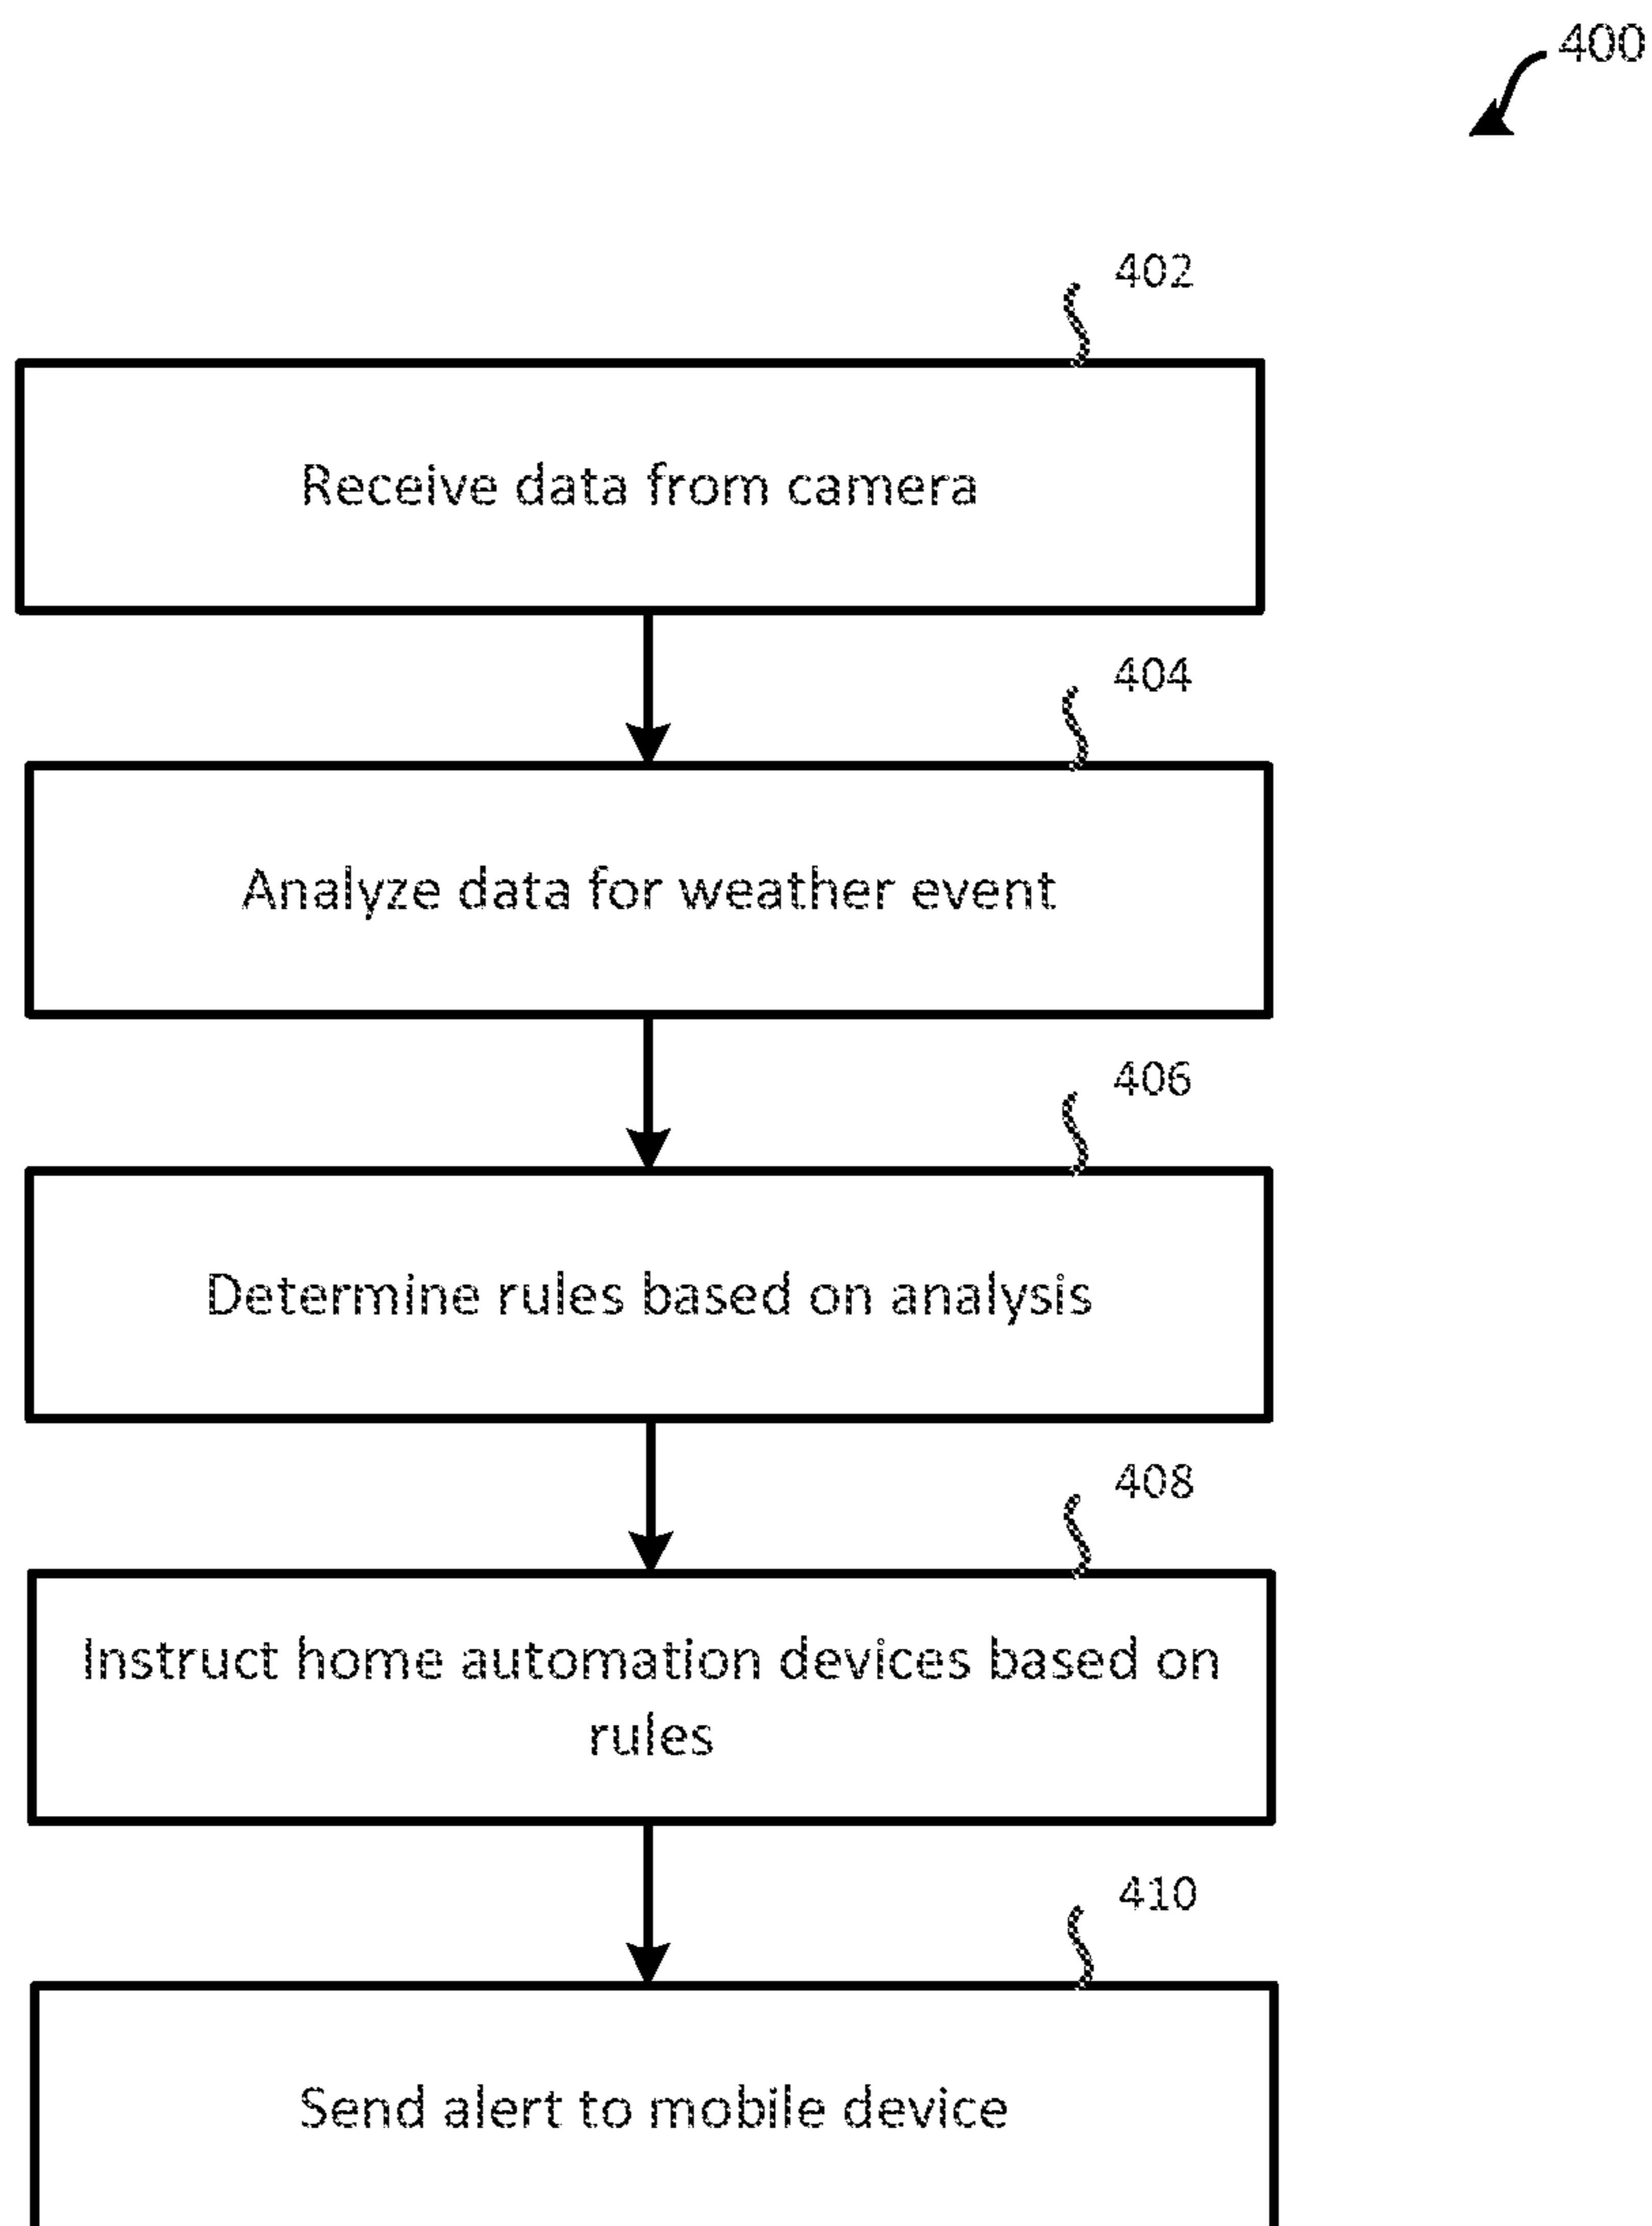 400
402
Receive data from camera
404
Analyze data for weather event
406
Determine rules based on analysis
408
Instruct home automation devices based on
rules
410
Send alert to mobile device